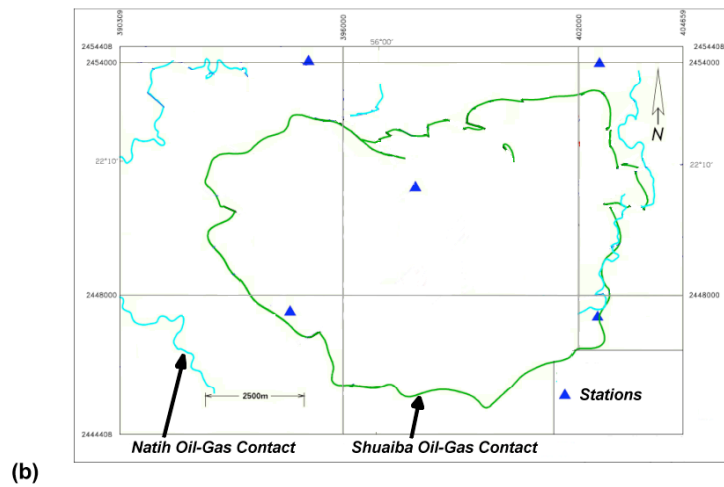 390309
396000
402000
404659
56°00'
2454408
2454408
2454000
2454000
N
22°10'
22°10'
2448000
2448000
2500m
Stations
2444408
2444408
Natih Oil-Gas Contact
Shuaiba Oil-Gas Contact
(b)